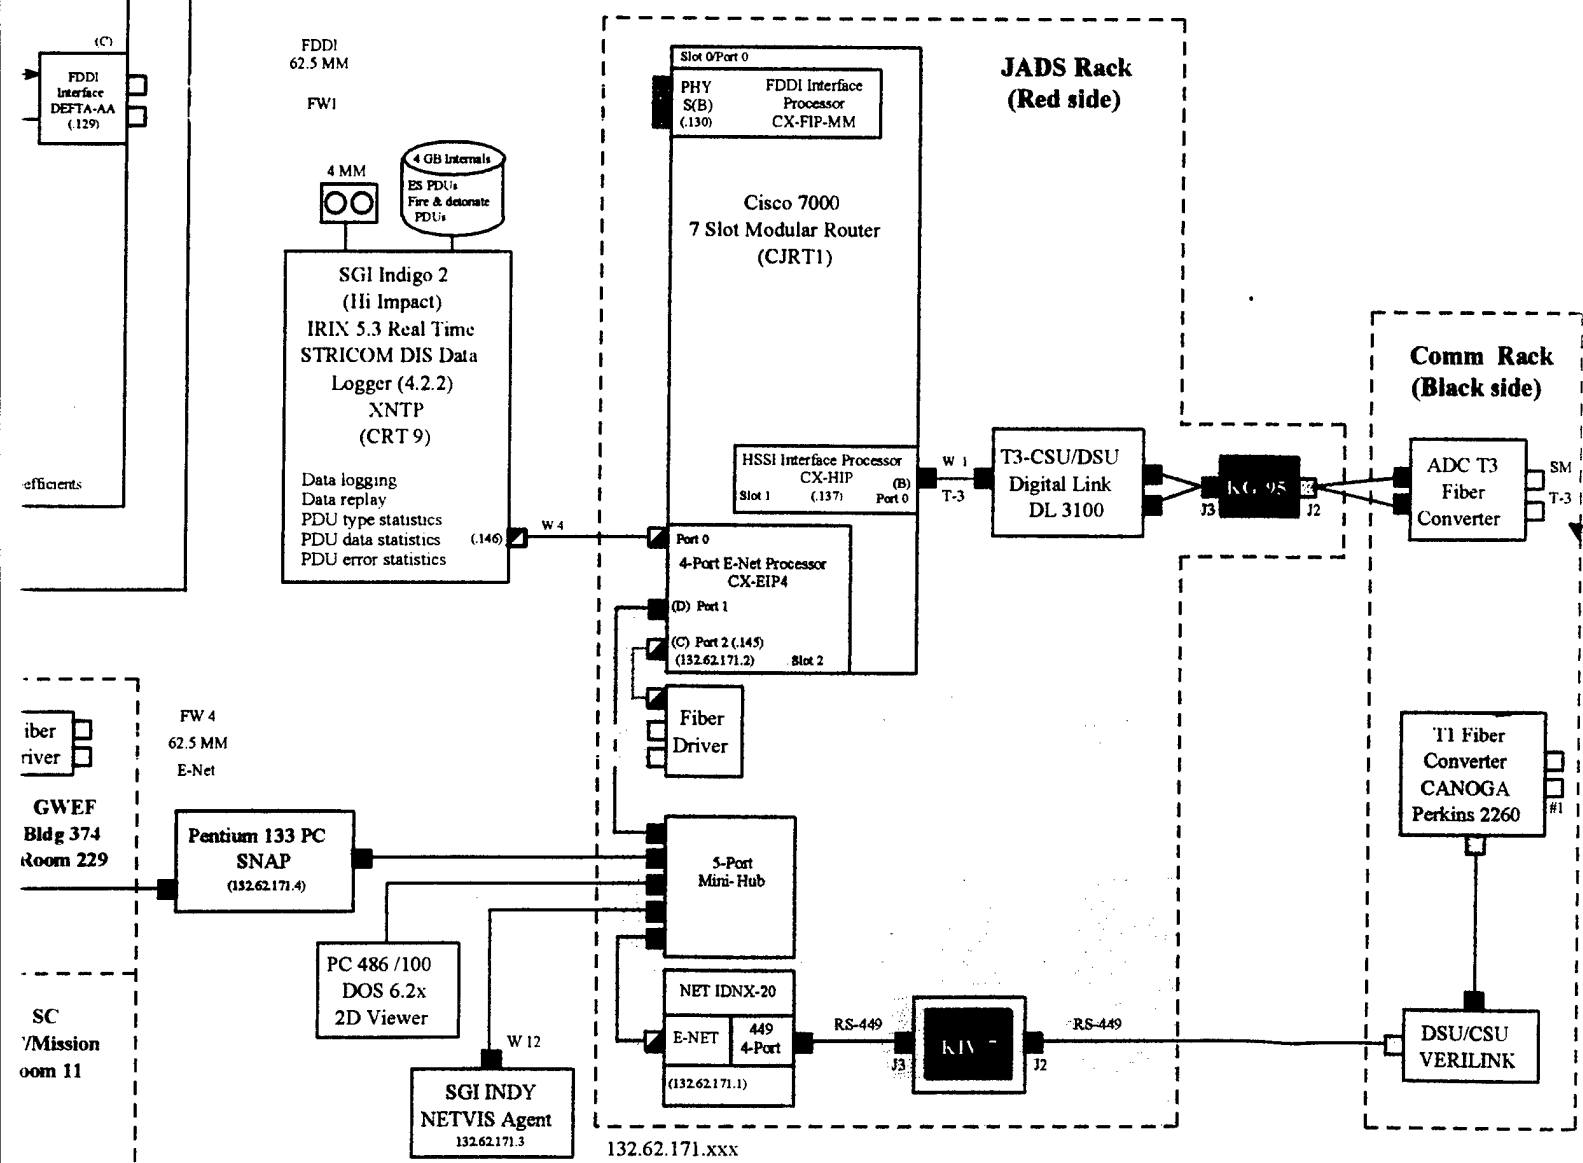 (C)
FDDI
Interface
DEFTA-AA
(.129)
efficients
FDDI
62.5 MM
FW1
4 MM
4 GB Internals
ES PDUs
Fire & detonate
PDUs
SGI Indigo 2
(Hi Impact)
IRIX 5.3 Real Time
STRICOM DIS Data
Logger (4.2.2)
XNTP
(CRT 9)
Data logging
Data replay
PDU type statistics
PDU data statistics
(.146)
PDU error statistics
W 4
Slot 0/Port 0
PHY
S(B)
(.130)
FDDI Interface
Processor
CX-FIP-MM
Cisco 7000
7 Slot Modular Router
(CJRT1)
HSSI Interface Processor
CX-HIP
(B)
Slot 1
(.137)
Port 0
Port 0
4-Port E-Net Processor
CX-EIP4
(D) Port 1
(C) Port 2 (.145)
(132.62.171.2)
Slot 2
Fiber
Driver
JADS Rack
(Red side)
W 1
T-3
T3-CSU/DSU
Digital Link
DL 3100
KG 95
J3
J2
Comm Rack
(Black side)
ADC T3
Fiber
Converter
SM
T-3
T1 Fiber
Converter
CANOGA
Perkins 2260
#1
DSU/CSU
VERILINK
iber
river
GWEF
Bldg 374
Room 229
SC
'/Mission
oom 11
FW 4
62.5 MM
E-Net
Pentium 133 PC
SNAP
(132.62.171.4)
PC 486 /100
DOS 6.2x
2D Viewer
W 12
SGI INDY
NETVIS Agent
132.62.171.3
5-Port
Mini-Hub
NET IDNX-20
E-NET
449
4-Port
(132.62.171.1)
RS-449
J3
KIV 7
J2
RS-449
132.62.171.xxx